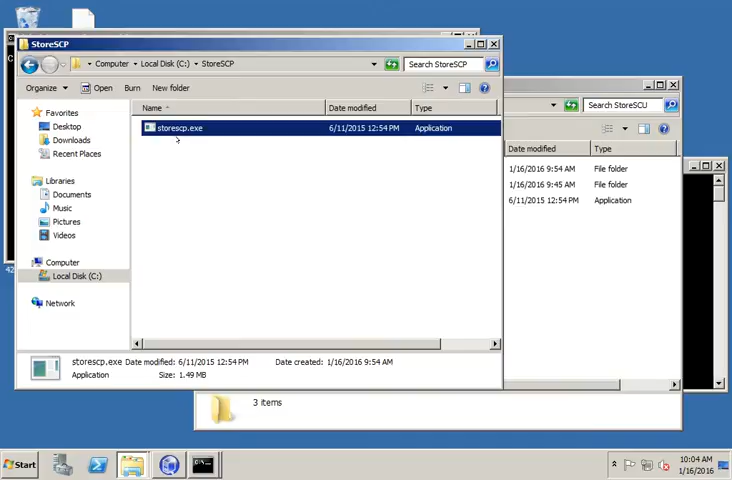 StoreSCP
Computer
Local Disk (C:)
StoreSCP
Search StoreSCP
Organize
Open
Burn
New folder
Name
Date modified
Type
storescp.exe
6/11/2015 12:54 PM
Application
Favorites
Desktop
Downloads
Recent Places
Libraries
Documents
Music
Pictures
Videos
Computer
Local Disk (C:)
Network
storescp.exe Date modified: 6/11/2015 12:54 PM
Date created: 1/16/2016 9:54 AM
Application
Size: 1.49 MB
Search StoreSCU
Date modified
Type
1/16/2016 9:54 AM
File folder
1/16/2016 9:45 AM
File folder
6/11/2015 12:54 PM
Application
3 items
Start
10:04 AM
1/16/2016